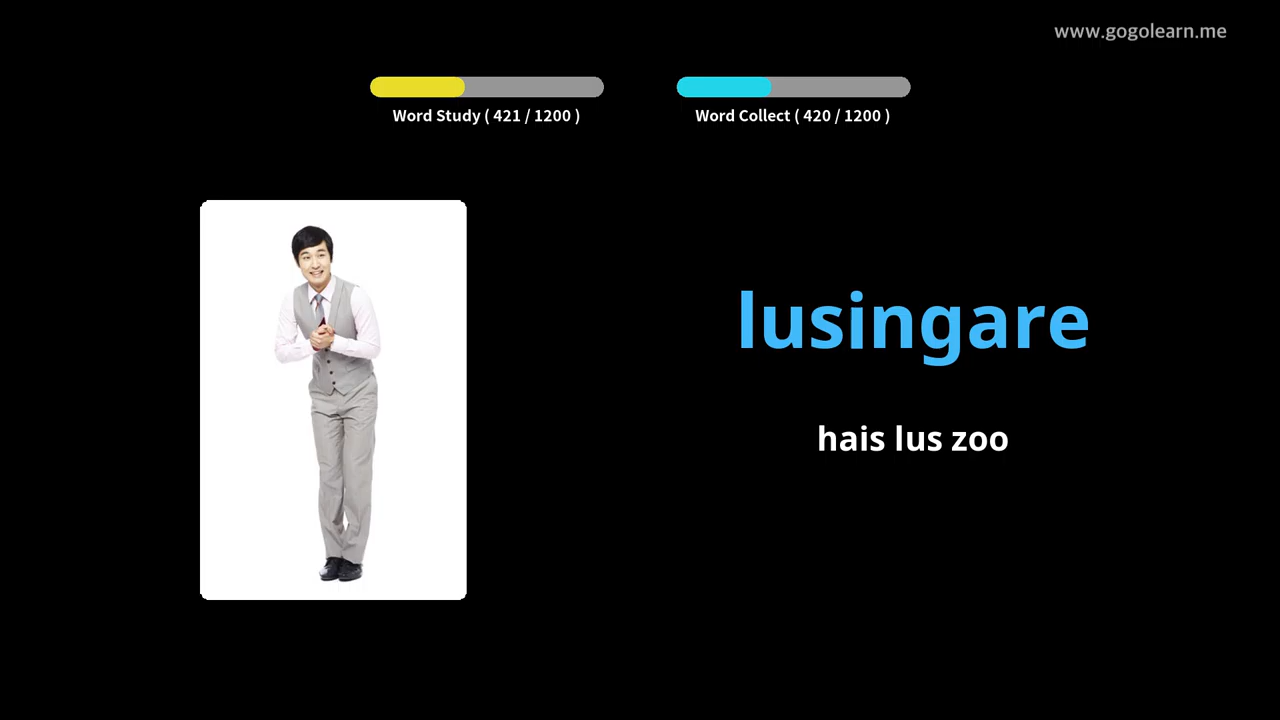 www.gogolearn.me
Word Study ( 421 / 1200 )
Word Collect ( 420 / 1200 )
lusingare
hais lus zoo